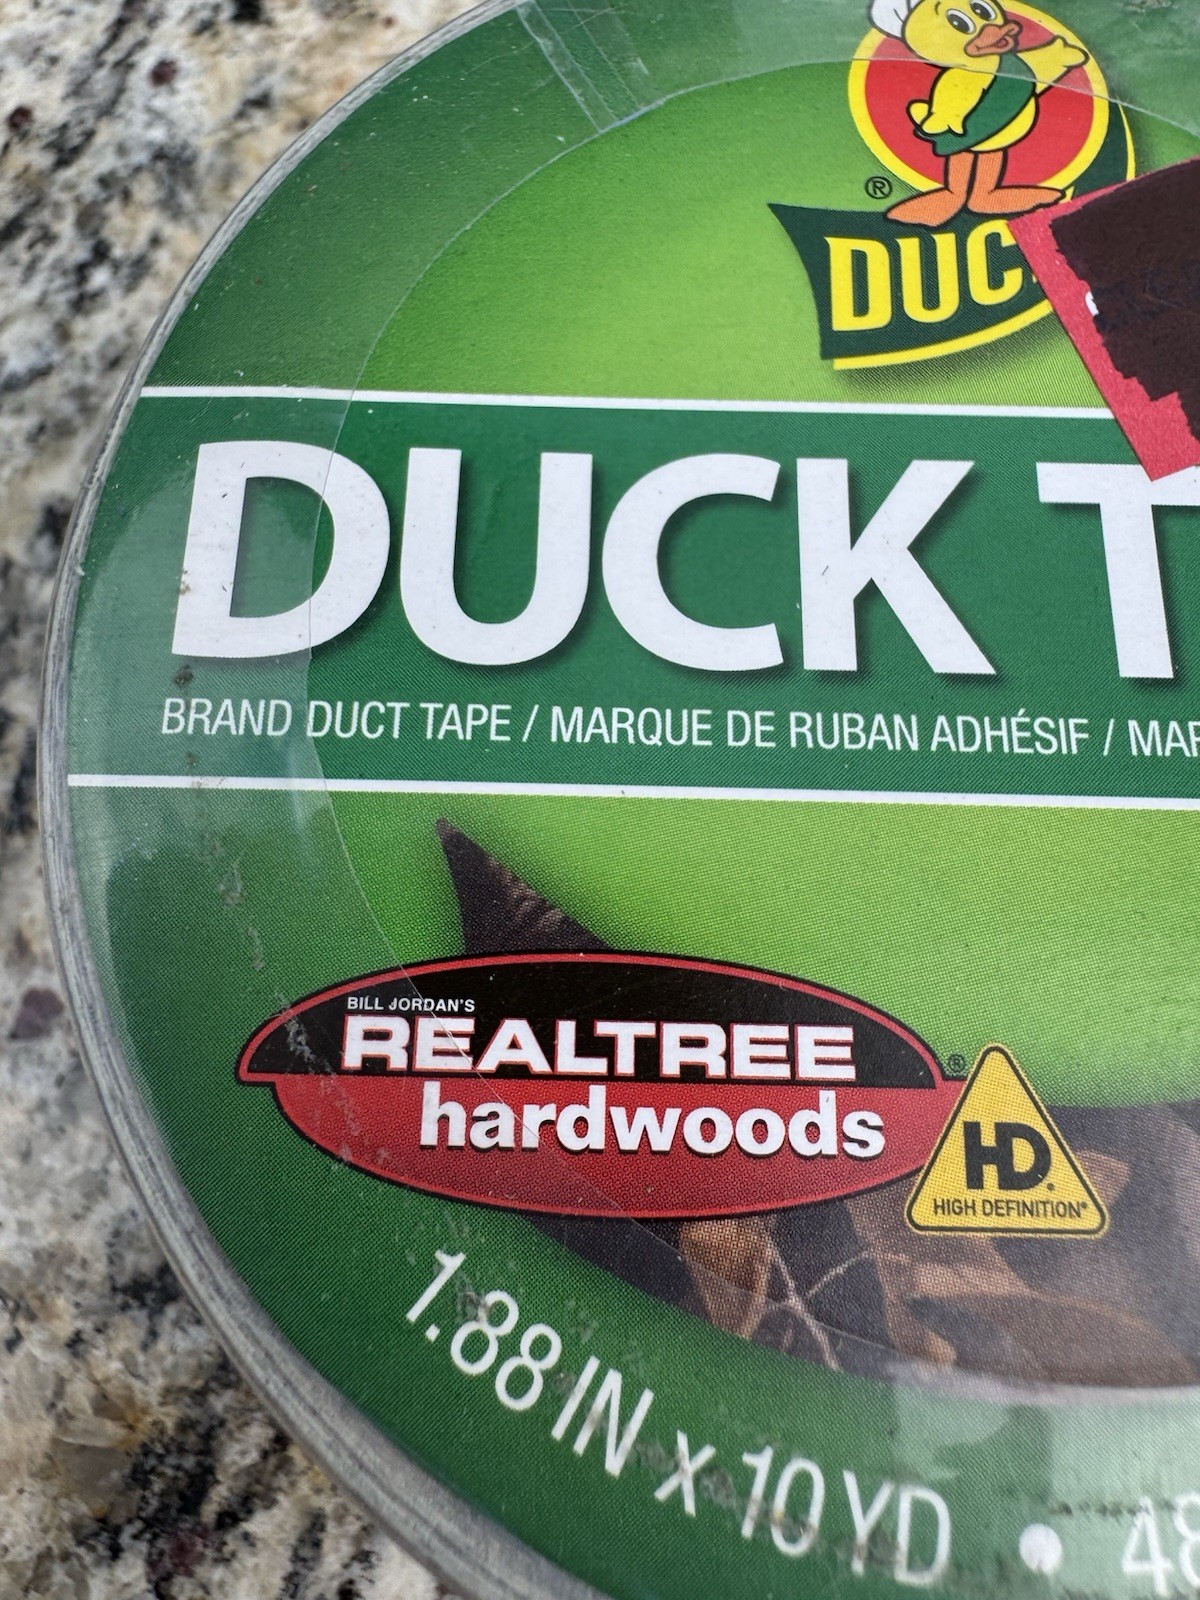 ®
DUC
DUCK T
BRAND DUCT TAPE / MARQUE DE RUBAN ADHÉSIF / MAR
BILL JORDAN'S
REALTREE®
hardwoods
HD.
HIGH DEFINITION®
1.88 IN x 10 YD • 48